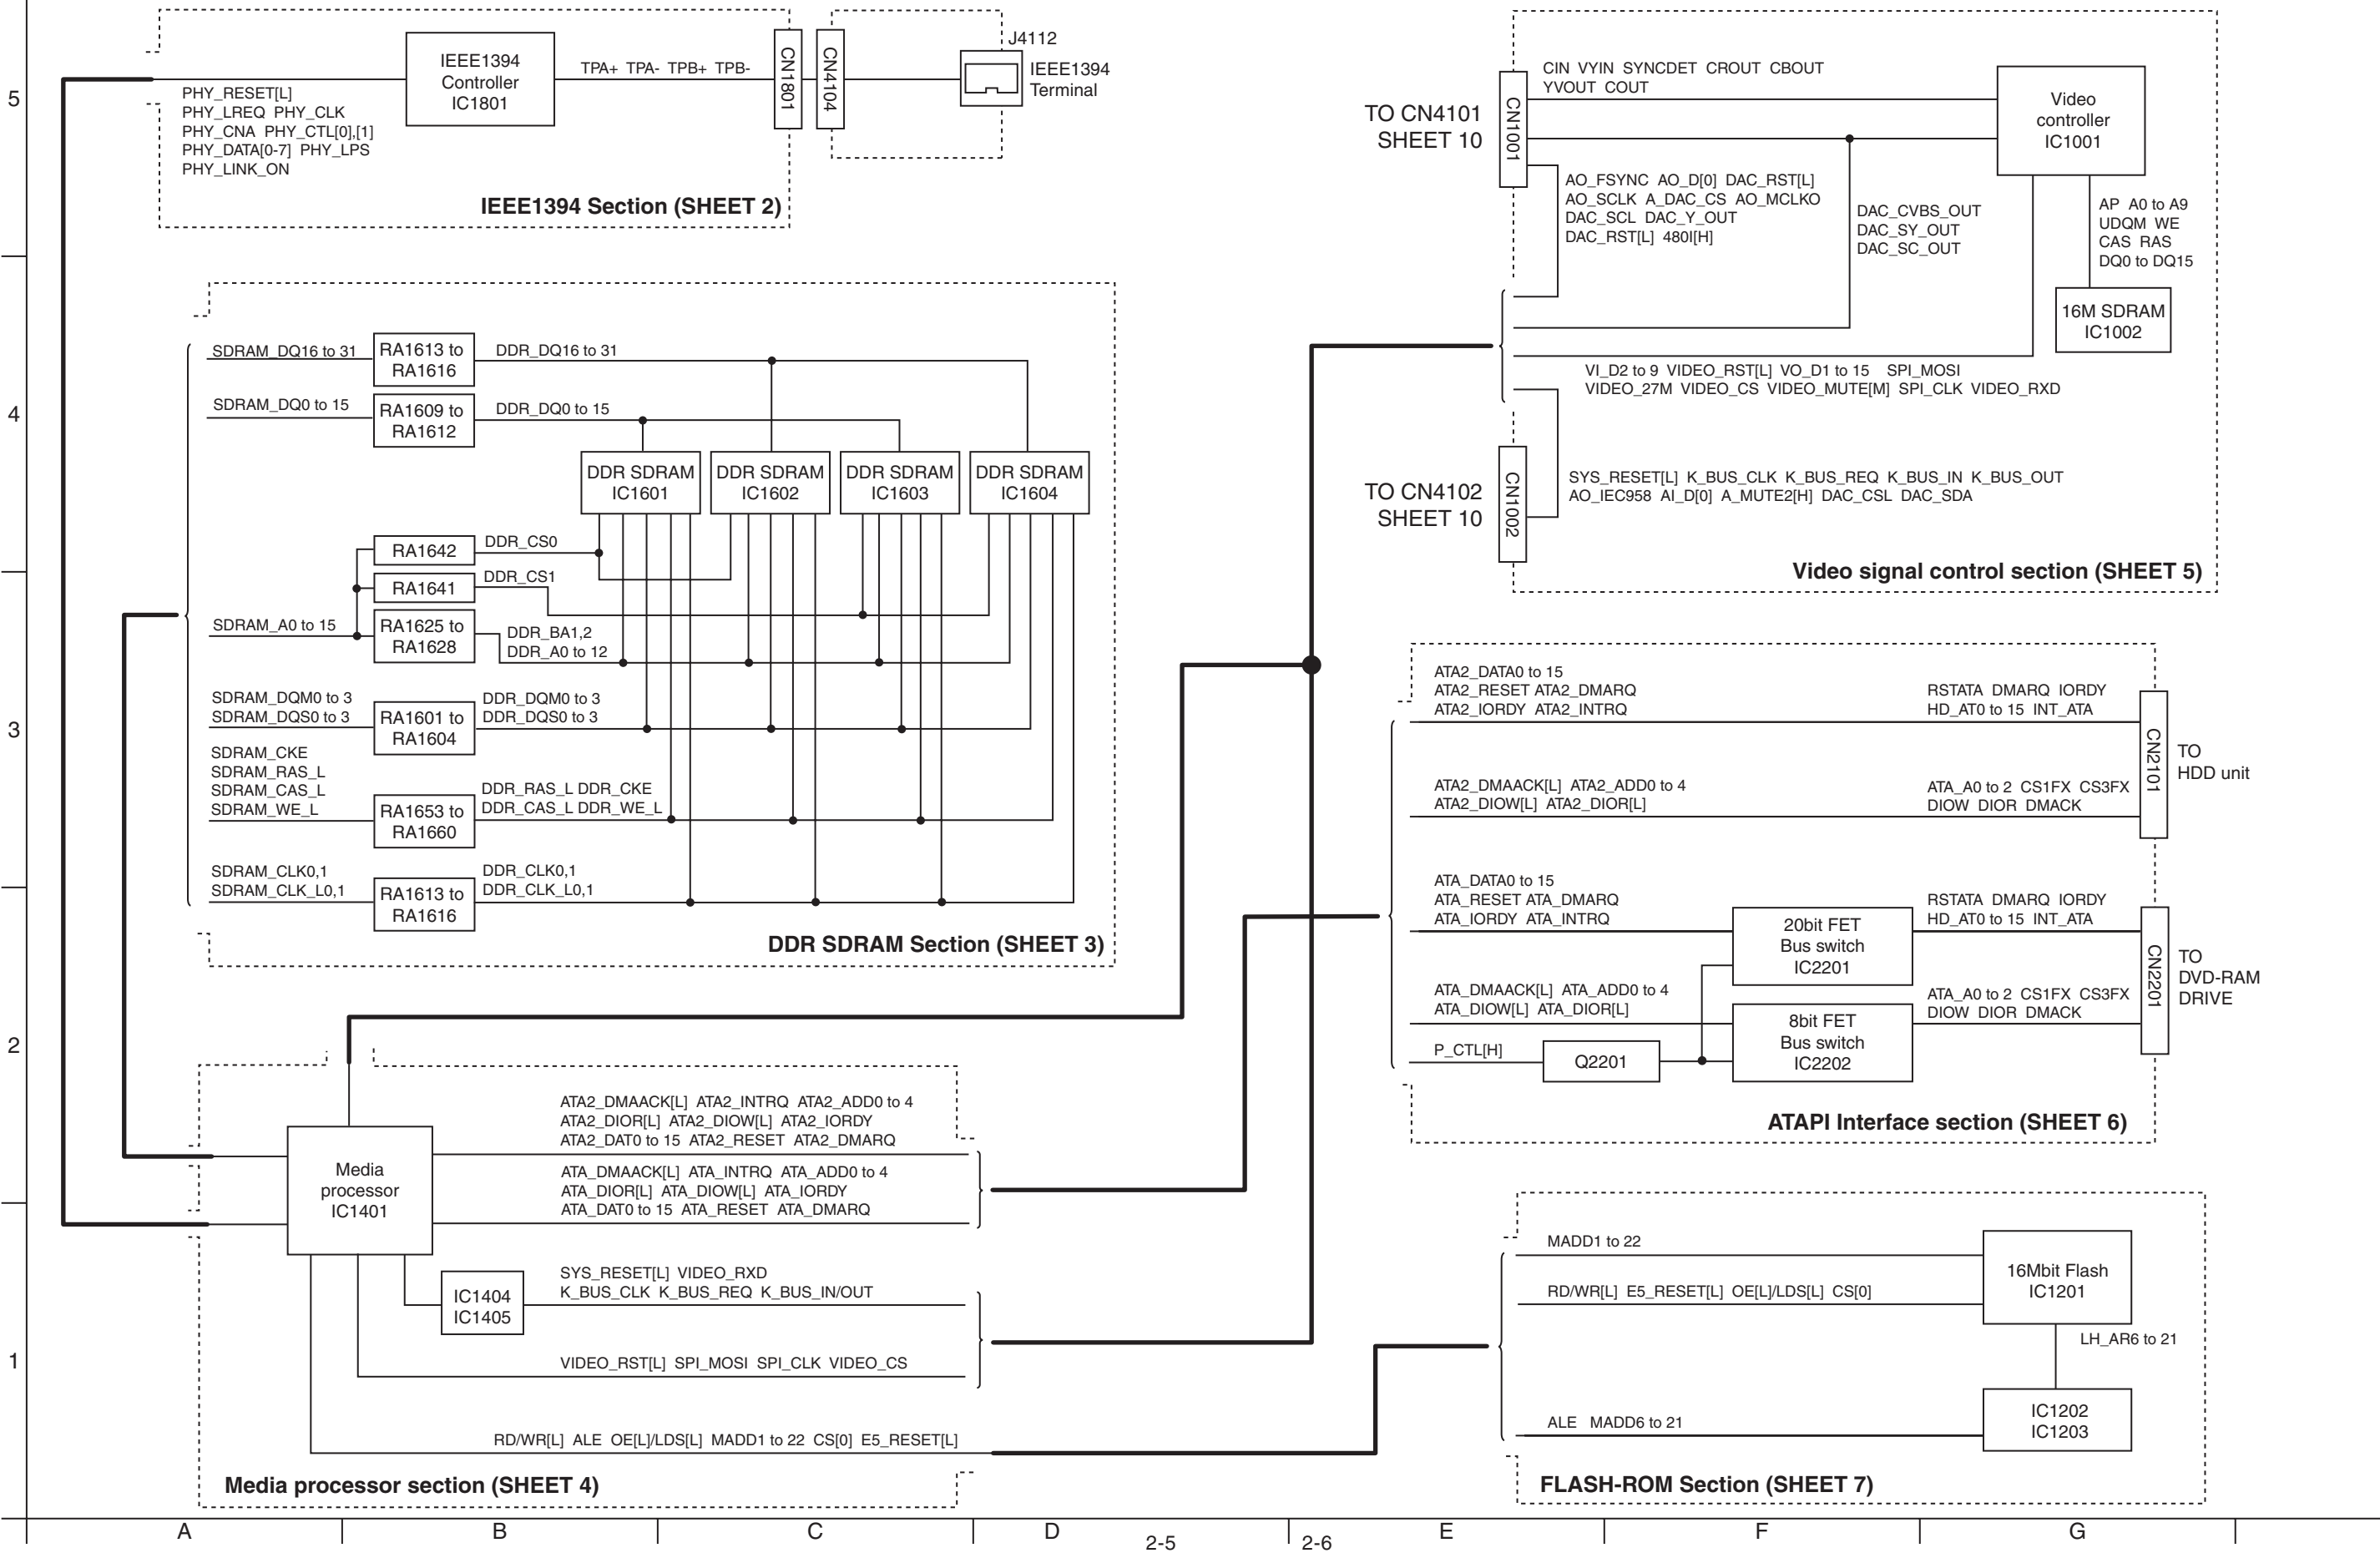 5
4
3
2
1
IEEE1394
Controller
IC1801
TPA+ TPA- TPB+ TPB-
CN1801
CN4104
J4112
IEEE1394
Terminal
PHY_RESET[L]
PHY_LREQ PHY_CLK
PHY_CNA PHY_CTL[0],[1]
PHY_DATA[0-7] PHY_LPS
PHY_LINK_ON
IEEE1394 Section (SHEET 2)
SDRAM_DQ16 to 31
RA1613 to
RA1616
DDR_DQ16 to 31
SDRAM_DQ0 to 15
RA1609 to
RA1612
DDR_DQ0 to 15
DDR SDRAM
IC1601
DDR SDRAM
IC1602
DDR SDRAM
IC1603
DDR SDRAM
IC1604
RA1642
DDR_CS0
RA1641
DDR_CS1
SDRAM_A0 to 15
RA1625 to
RA1628
DDR_BA1,2
DDR_A0 to 12
SDRAM_DQM0 to 3
SDRAM_DQS0 to 3
RA1601 to
RA1604
DDR_DQM0 to 3
DDR_DQS0 to 3
SDRAM_CKE
SDRAM_RAS_L
SDRAM_CAS_L
SDRAM_WE_L
RA1653 to
RA1660
DDR_RAS_L DDR_CKE
DDR_CAS_L DDR_WE_L
SDRAM_CLK0,1
SDRAM_CLK_L0,1
RA1613 to
RA1616
DDR_CLK0,1
DDR_CLK_L0,1
DDR SDRAM Section (SHEET 3)
Media
processor
IC1401
ATA2_DMAACK[L] ATA2_INTRQ ATA2_ADD0 to 4
ATA2_DIOR[L] ATA2_DIOW[L] ATA2_IORDY
ATA2_DAT0 to 15 ATA2_RESET ATA2_DMARQ
ATA_DMAACK[L] ATA_INTRQ ATA_ADD0 to 4
ATA_DIOR[L] ATA_DIOW[L] ATA_IORDY
ATA_DAT0 to 15 ATA_RESET ATA_DMARQ
IC1404
IC1405
SYS_RESET[L] VIDEO_RXD
K_BUS_CLK K_BUS_REQ K_BUS_IN/OUT
VIDEO_RST[L] SPI_MOSI SPI_CLK VIDEO_CS
RD/WR[L] ALE OE[L]/LDS[L] MADD1 to 22 CS[0] E5_RESET[L]
Media processor section (SHEET 4)
TO CN4101
SHEET 10
CN1001
CIN VYIN SYNCDET CROUT CBOUT
YVOUT COUT
Video
controller
IC1001
AO_FSYNC AO_D[0] DAC_RST[L]
AO_SCLK A_DAC_CS AO_MCLKO
DAC_SCL DAC_Y_OUT
DAC_RST[L] 480I[H]
DAC_CVBS_OUT
DAC_SY_OUT
DAC_SC_OUT
AP A0 to A9
UDQM WE
CAS RAS
DQ0 to DQ15
16M SDRAM
IC1002
VI_D2 to 9 VIDEO_RST[L] VO_D1 to 15 SPI_MOSI
VIDEO_27M VIDEO_CS VIDEO_MUTE[M] SPI_CLK VIDEO_RXD
TO CN4102
SHEET 10
CN1002
SYS_RESET[L] K_BUS_CLK K_BUS_REQ K_BUS_IN K_BUS_OUT
AO_IEC958 AI_D[0] A_MUTE2[H] DAC_CSL DAC_SDA
Video signal control section (SHEET 5)
ATA2_DATA0 to 15
ATA2_RESET ATA2_DMARQ
ATA2_IORDY ATA2_INTRQ
RSTATA DMARQ IORDY
HD_AT0 to 15 INT_ATA
CN2101
TO
HDD unit
ATA2_DMAACK[L] ATA2_ADD0 to 4
ATA2_DIOW[L] ATA2_DIOR[L]
ATA_A0 to 2 CS1FX CS3FX
DIOW DIOR DMACK
ATA_DATA0 to 15
ATA_RESET ATA_DMARQ
ATA_IORDY ATA_INTRQ
20bit FET
Bus switch
IC2201
RSTATA DMARQ IORDY
HD_AT0 to 15 INT_ATA
CN2201
TO
DVD-RAM
DRIVE
ATA_DMAACK[L] ATA_ADD0 to 4
ATA_DIOW[L] ATA_DIOR[L]
8bit FET
Bus switch
IC2202
ATA_A0 to 2 CS1FX CS3FX
DIOW DIOR DMACK
P_CTL[H]
Q2201
ATAPI Interface section (SHEET 6)
MADD1 to 22
16Mbit Flash
IC1201
RD/WR[L] E5_RESET[L] OE[L]/LDS[L] CS[0]
LH_AR6 to 21
ALE MADD6 to 21
IC1202
IC1203
FLASH-ROM Section (SHEET 7)
A
B
C
D
2-5
2-6
E
F
G